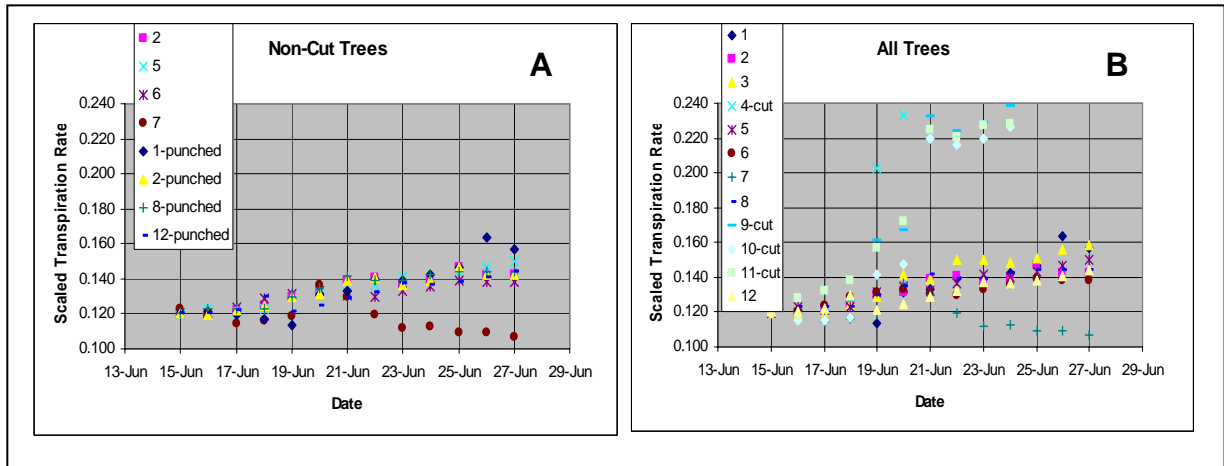 Non-Cut Trees
A
2
5
6
7
1-punched
2-punched
8-punched
12-punched
Scaled Transpiration Rate
0.240
0.220
0.200
0.180
0.160
0.140
0.120
0.100
13-Jun 15-Jun 17-Jun 19-Jun 21-Jun 23-Jun 25-Jun 27-Jun 29-Jun
Date
All Trees
B
1
2
3
4-cut
5
6
7
8
9-cut
10-cut
11-cut
12
Scaled Transpiration Rate
0.240
0.220
0.200
0.180
0.160
0.140
0.120
0.100
13-Jun 15-Jun 17-Jun 19-Jun 21-Jun 23-Jun 25-Jun 27-Jun 29-Jun
Date